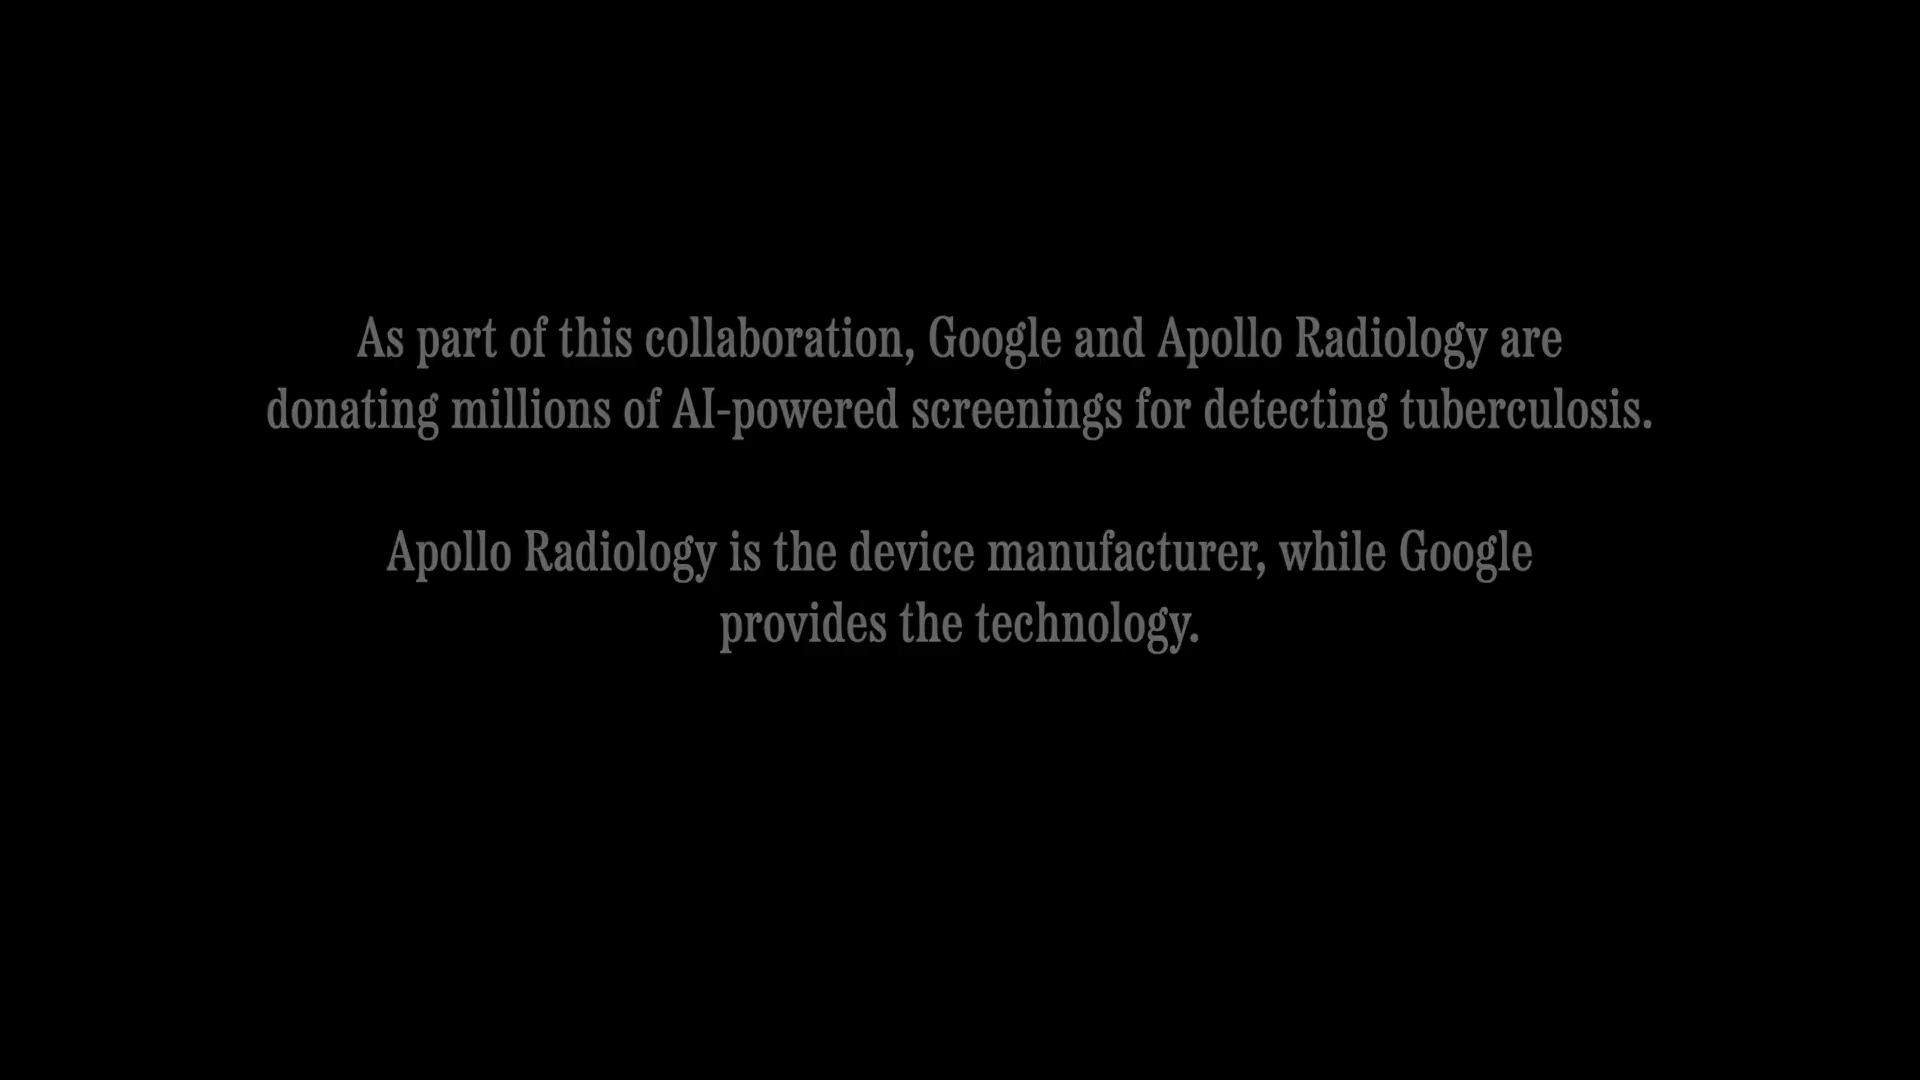 As part of this collaboration, Google and Apollo Radiology are
donating millions of AI-powered screenings for detecting tuberculosis.
Apollo Radiology is the device manufacturer, while Google
provides the technology.